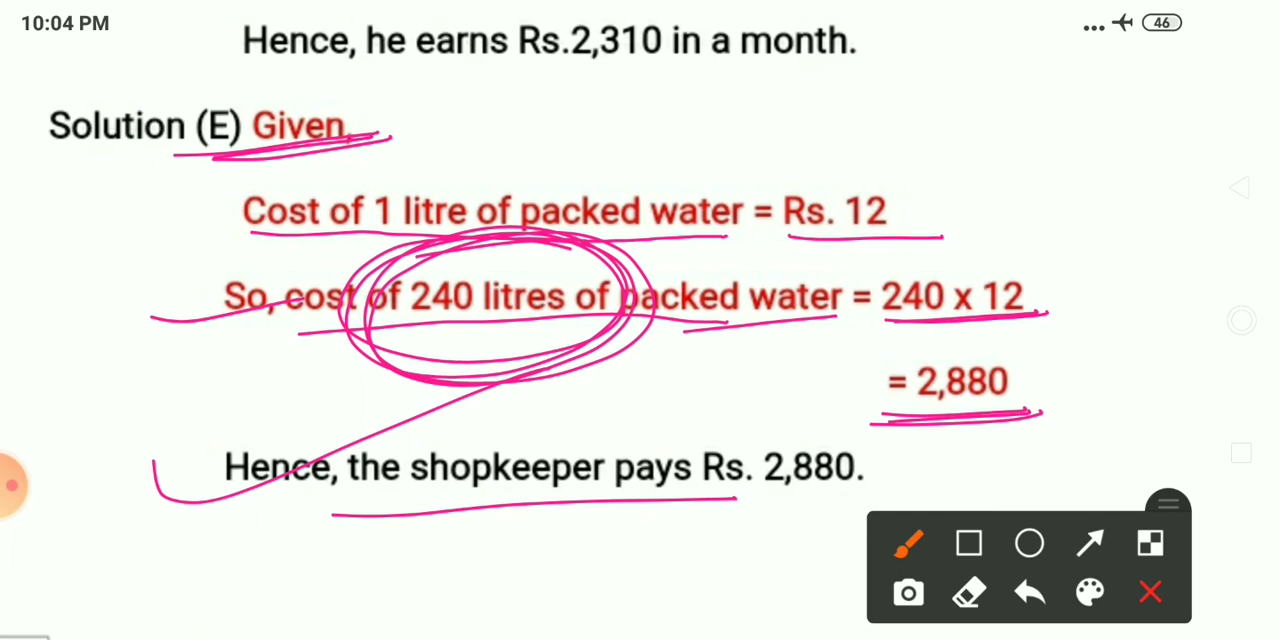 10:04 PM
46
Hence, he earns Rs.2,310 in a month.
Solution (E) Given,
Cost of 1 litre of packed water = Rs. 12
So, cost of 240 litres of packed water = 240 x 12
= 2,880
Hence, the shopkeeper pays Rs. 2,880.